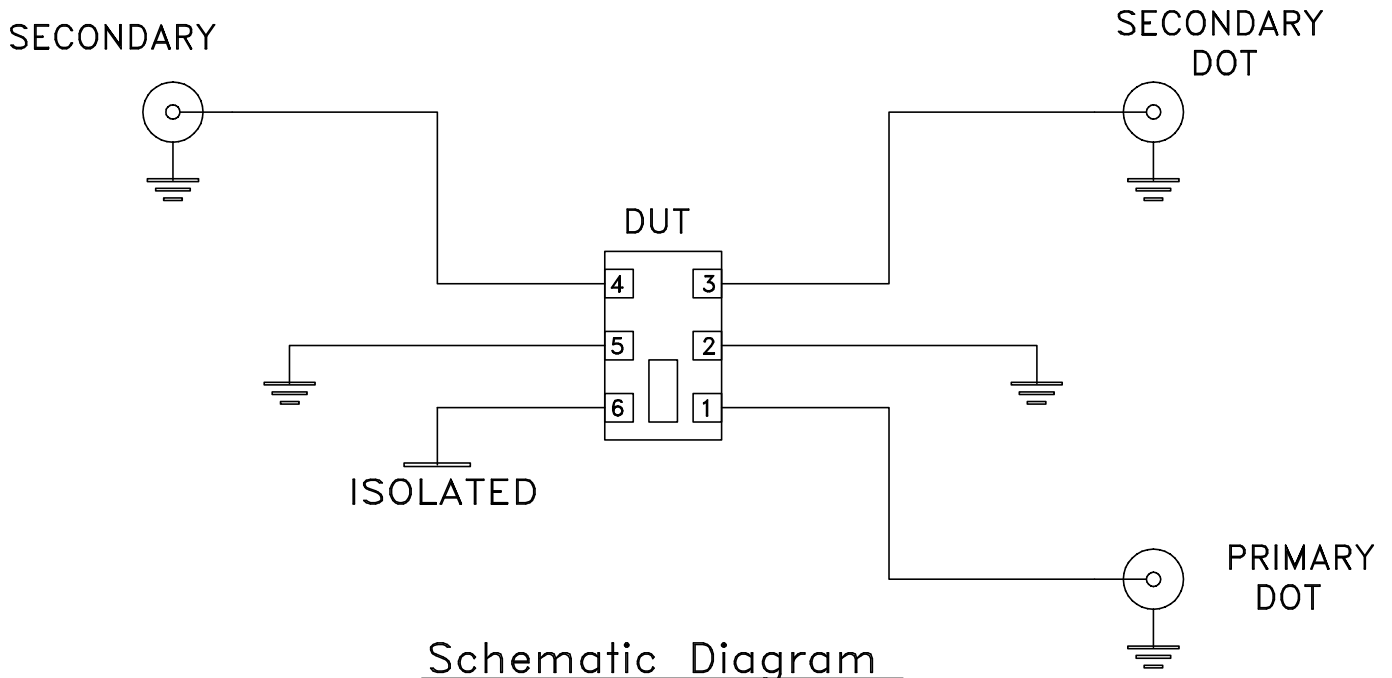 SECONDARY
SECONDARY
DOT
DUT
4 3
5 2
6 1
ISOLATED
PRIMARY
DOT
Schematic Diagram